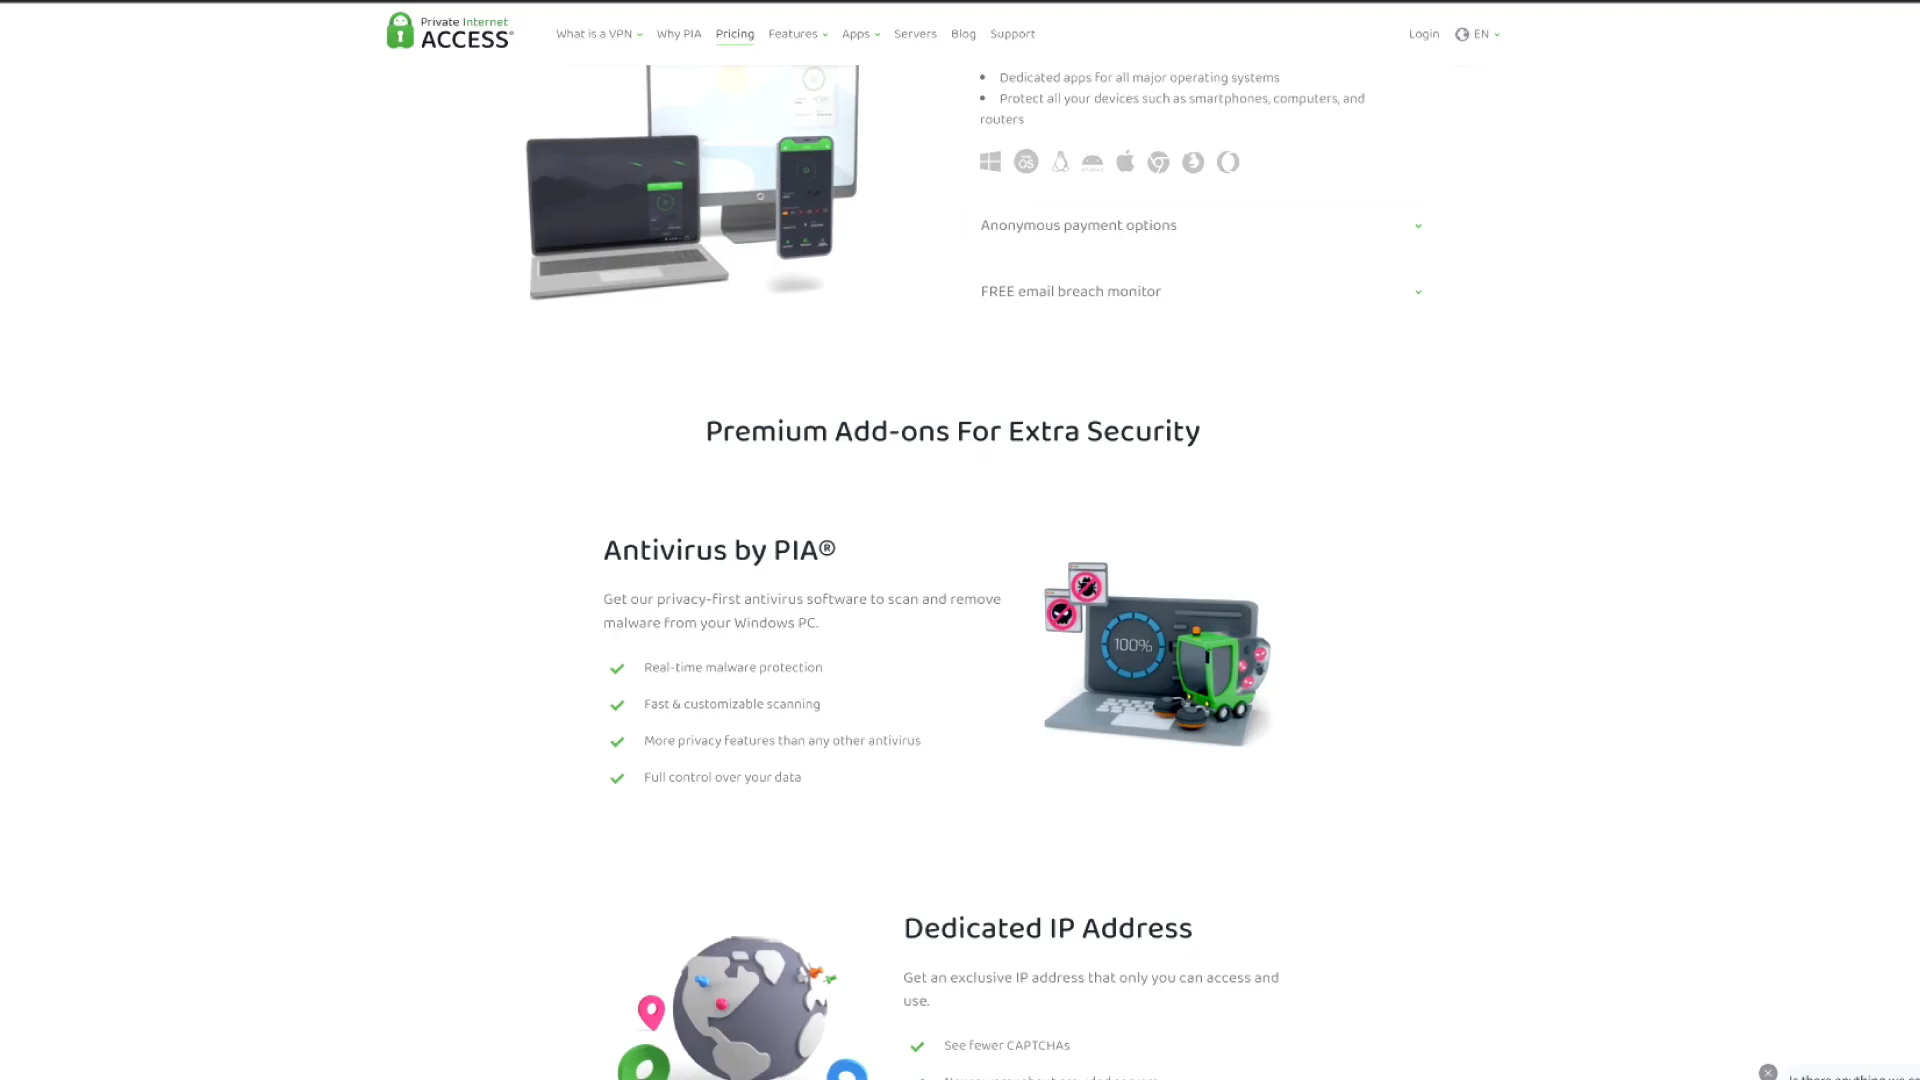 Private Internet
ACCESS®
What is a VPN
Why PIA
Pricing
Features
Apps
Servers
Blog
Support
Login
EN
• Dedicated apps for all major operating systems
• Protect all your devices such as smartphones, computers, and
routers
Anonymous payment options
FREE email breach monitor
Premium Add-ons For Extra Security
Antivirus by PIA®
Get our privacy-first antivirus software to scan and remove
malware from your Windows PC.
Real-time malware protection
Fast & customizable scanning
More privacy features than any other antivirus
Full control over your data
100%
Dedicated IP Address
Get an exclusive IP address that only you can access and
use.
See fewer CAPTCHAs
Is there anything we